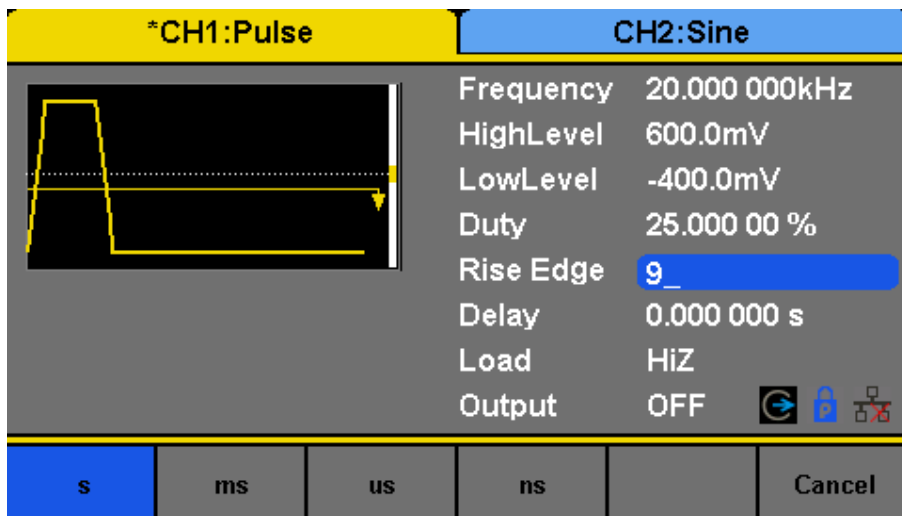 *CH1:Pulse CH2:Sine
Frequency 20.000 000kHz
HighLevel 600.0mV
LowLevel -400.0mV
Duty 25.000 00 %
Rise Edge 9_
Delay 0.000 000 s
Load HiZ
Output OFF P
s ms us ns Cancel